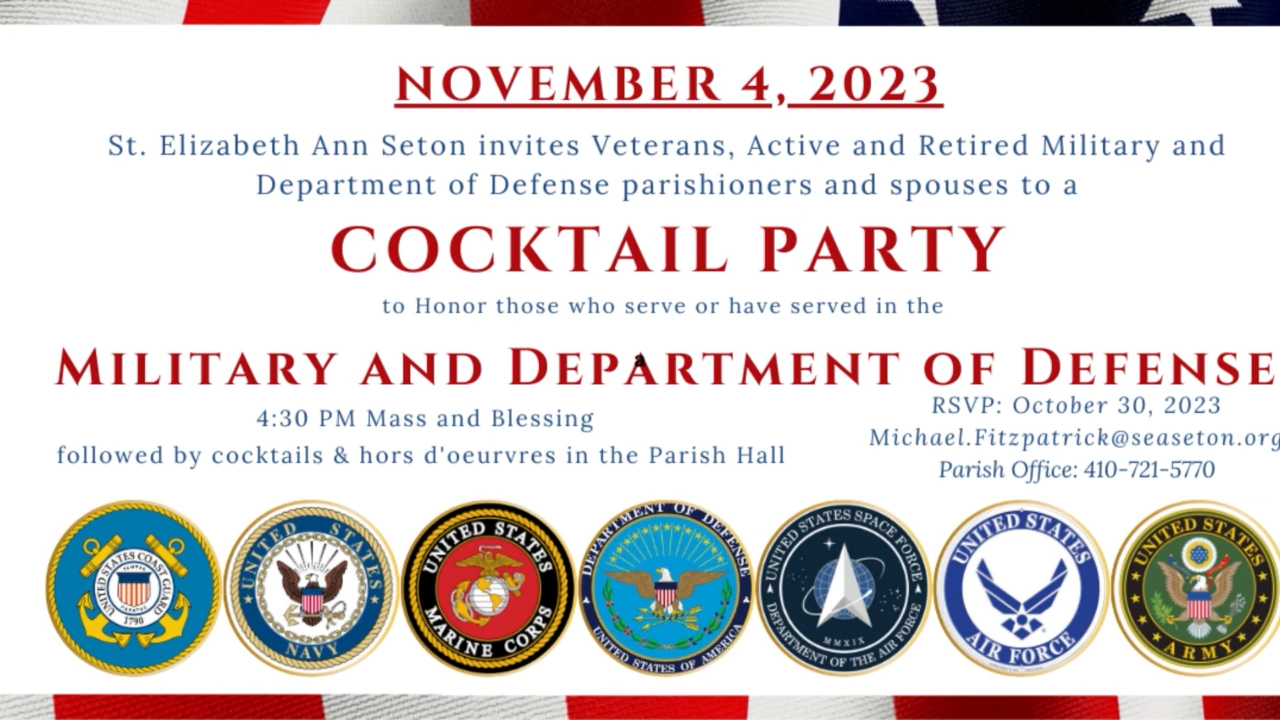 NOVEMBER 4, 2023
St. Elizabeth Ann Seton invites Veterans, Active and Retired Military and
Department of Defense parishioners and spouses to a
COCKTAIL PARTY
to Honor those who serve or have served in the
MILITARY AND DEPARTMENT OF DEFENSE
4:30 PM Mass and Blessing
followed by cocktails & hors d'oeurvres in the Parish Hall
RSVP: October 30, 2023
Michael.Fitzpatrick@seaseton.org
Parish Office: 410-721-5770
UNITED STATES COAST GUARD
1790
UNITED STATES
NAVY
UNITED STATES
MARINE CORPS
DEPARTMENT OF DEFENSE
UNITED STATES OF AMERICA
UNITED STATES SPACE FORCE
MMXIX
DEPARTMENT OF THE AIR FORCE
UNITED STATES
AIR FORCE
UNITED STATES
ARMY